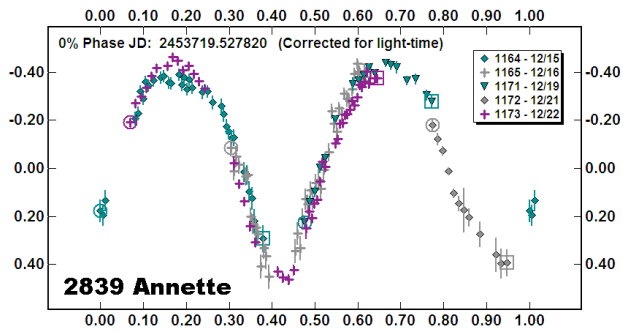 0.00 0.10 0.20 0.30 0.40 0.50 0.60 0.70 0.80 0.90 1.00
0% Phase JD: 2453719.527820 (Corrected for light-time)
1164 - 12/15
1165 - 12/16
1171 - 12/19
1172 - 12/21
1173 - 12/22
-0.40 -0.40
-0.20 -0.20
0.00 0.00
0.20 0.20
0.40 0.40
2839 Annette
0.00 0.10 0.20 0.30 0.40 0.50 0.60 0.70 0.80 0.90 1.00